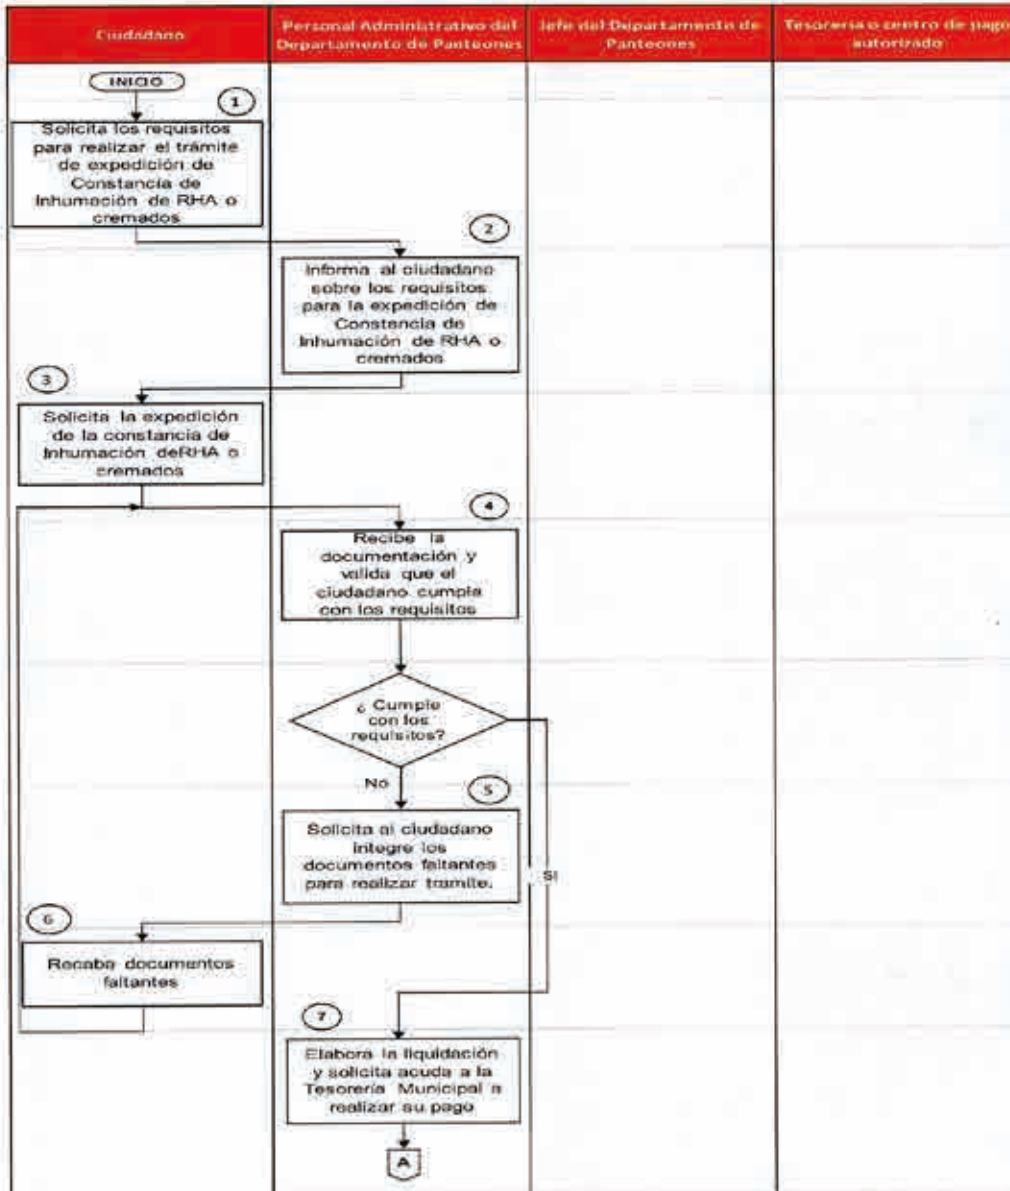 Ciudadano
Personal Administrativo del
Departamento de Panteones
Jefe del Departamento de
Panteones
Tesorería o centro de pago
autorizado
INICIO
1
Solicita los requisitos
para realizar el trámite
de expedición de
Constancia de
Inhumación de RHA o
cremados
2
Informa al ciudadano
sobre los requisitos
para la expedición de
Constancia de
Inhumación de RHA o
cremados
3
Solicita la expedición
de la constancia de
Inhumación deRHA o
cremados
4
Recibe la
documentación y
valida que el
ciudadano cumpla
con los requisitos
¿ Cumple
con los
requisitos?
No
5
Solicita al ciudadano
integre los
documentos faltantes
para realizar tramite.
SI
6
Recaba documentos
faltantes
7
Elabora la liquidación
y solicita acuda a la
Tesorería Municipal a
realizar su pago
A